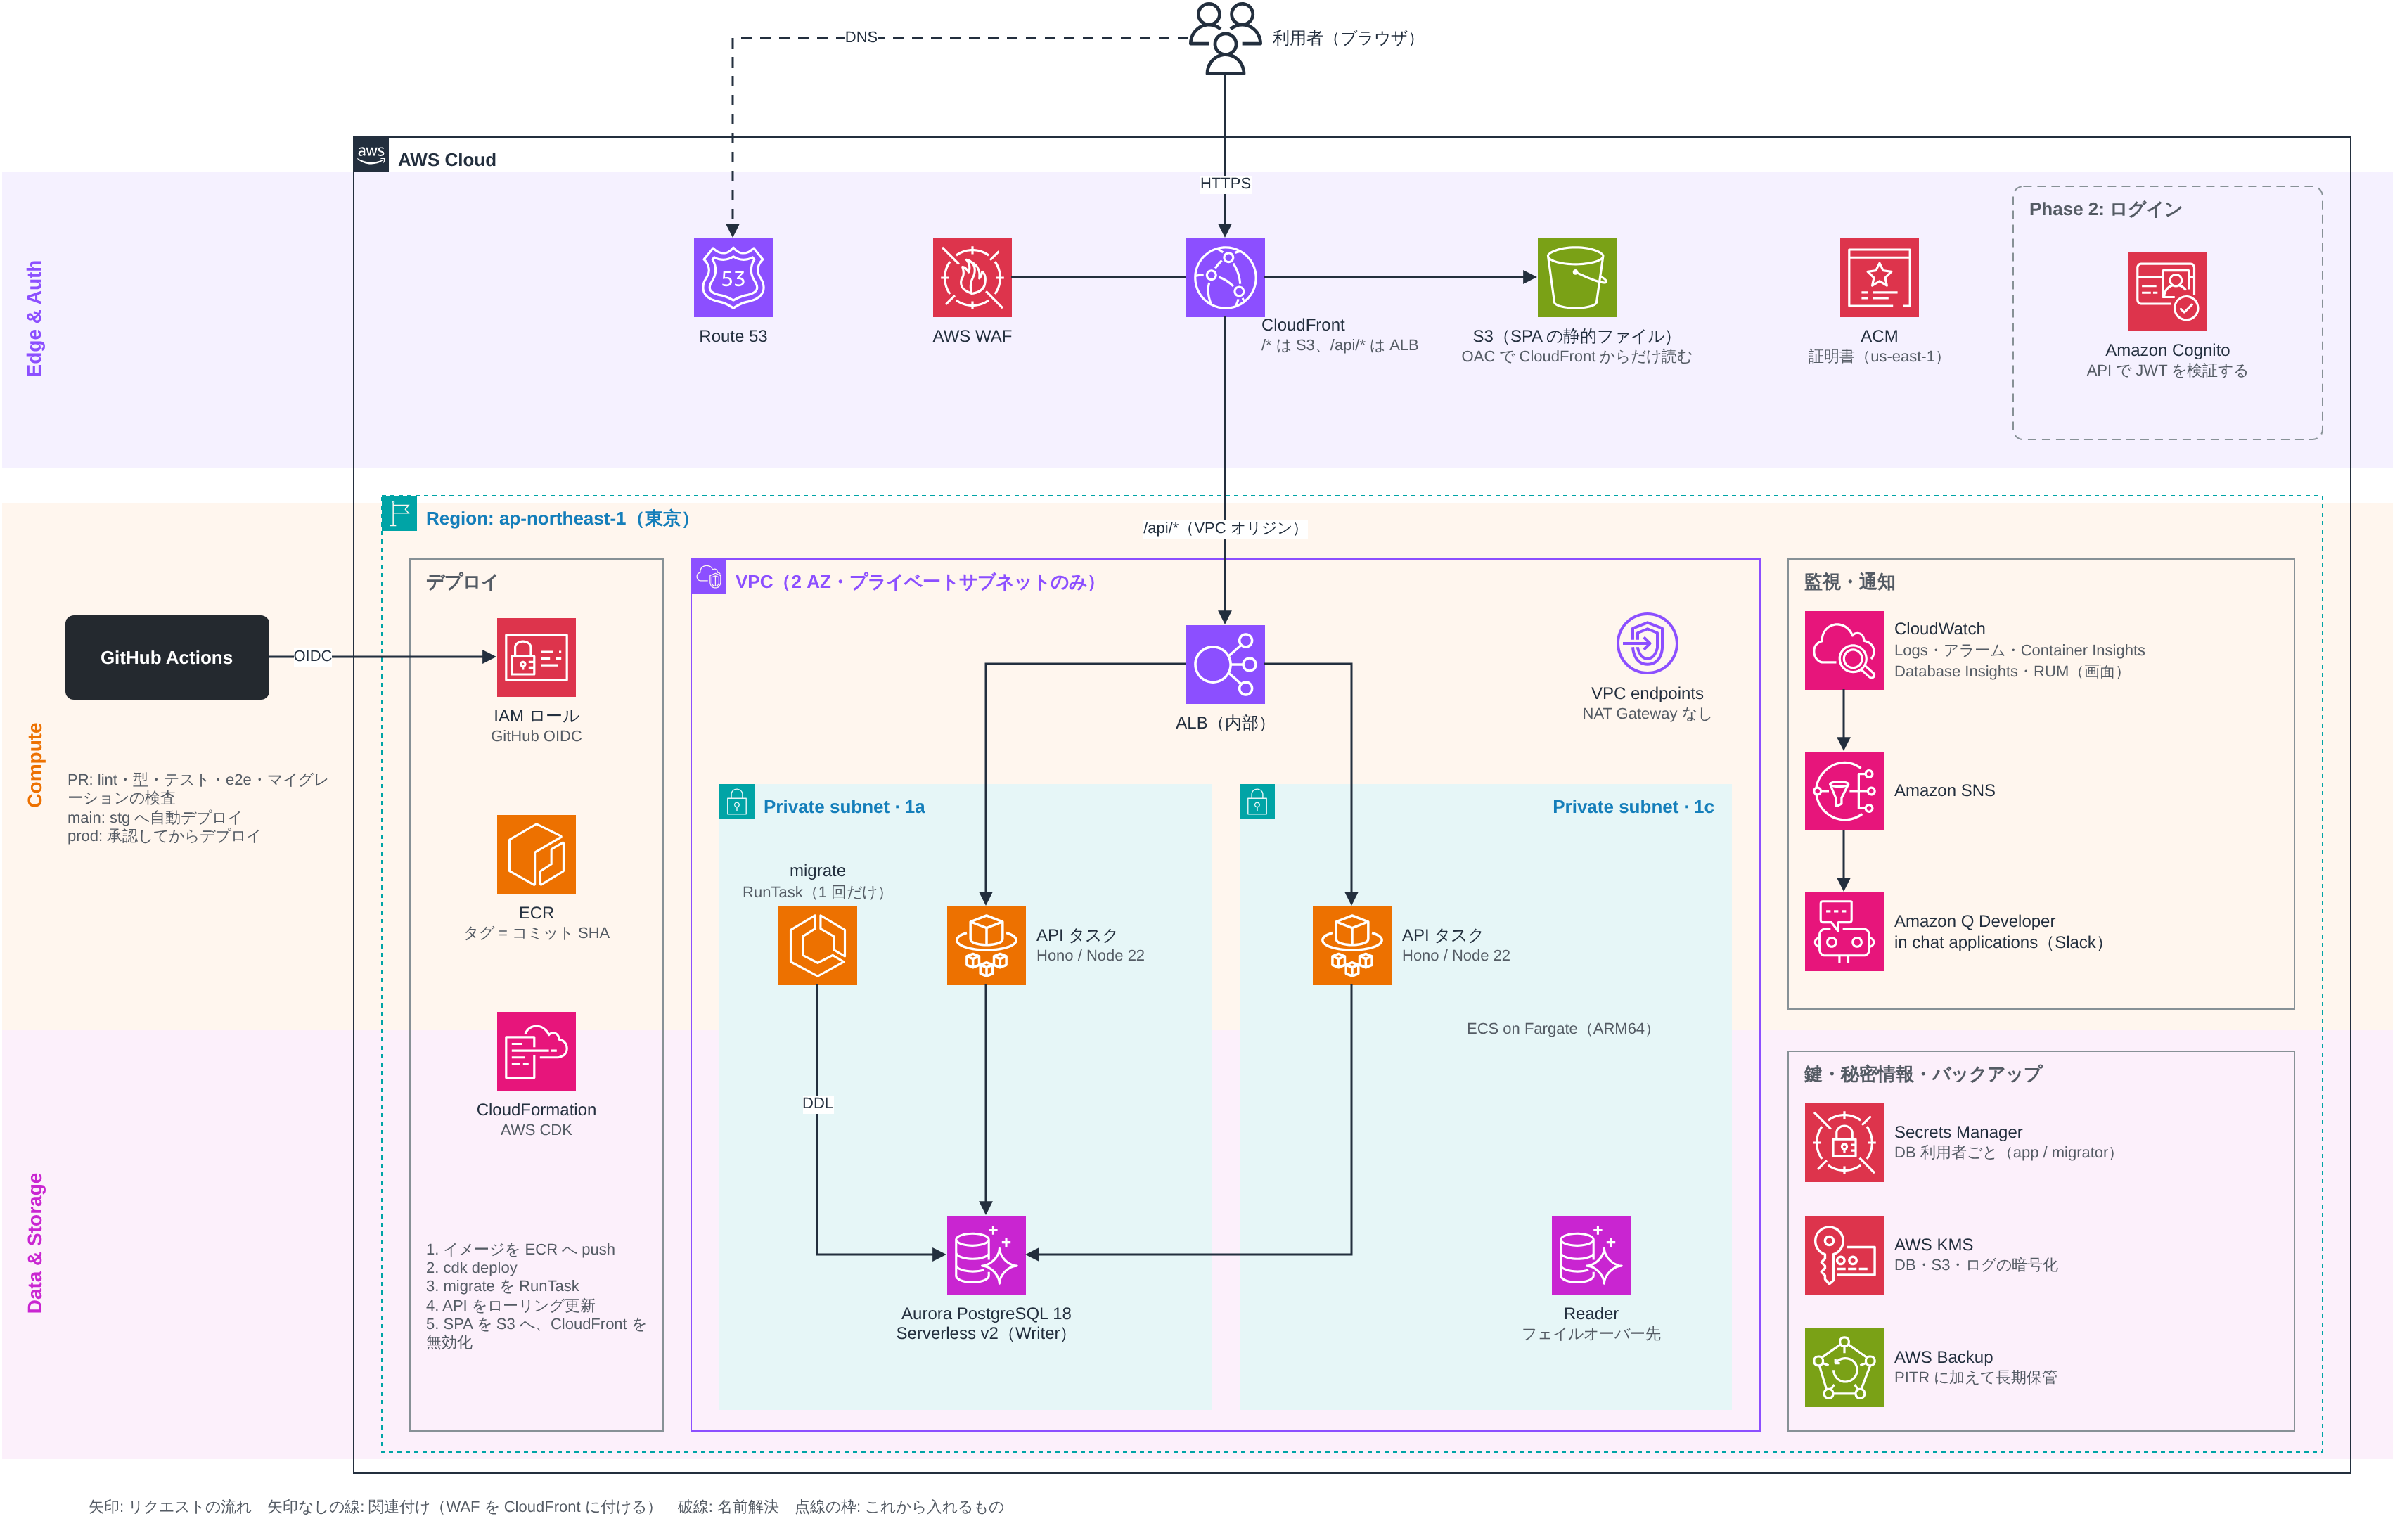 利用者（ブラウザ）
DNS
HTTPS
aws
AWS Cloud
Edge & Auth
53
Route 53
AWS WAF
CloudFront
/* は S3、/api/* は ALB
S3（SPA の静的ファイル）
OAC で CloudFront からだけ読む
ACM
証明書（us-east-1）
Phase 2: ログイン
Amazon Cognito
API で JWT を検証する
Compute
Region: ap-northeast-1（東京）
/api/*（VPC オリジン）
GitHub Actions
OIDC
PR: lint・型・テスト・e2e・マイグレ
ーションの検査
main: stg へ自動デプロイ
prod: 承認してからデプロイ
デプロイ
IAM ロール
GitHub OIDC
ECR
タグ = コミット SHA
CloudFormation
AWS CDK
1. イメージを ECR へ push
2. cdk deploy
3. migrate を RunTask
4. API をローリング更新
5. SPA を S3 へ、CloudFront を
無効化
VPC（2 AZ・プライベートサブネットのみ）
ALB（内部）
VPC endpoints
NAT Gateway なし
Private subnet · 1a
migrate
RunTask（1 回だけ）
API タスク
Hono / Node 22
DDL
Aurora PostgreSQL 18
Serverless v2（Writer）
Private subnet · 1c
API タスク
Hono / Node 22
ECS on Fargate（ARM64）
Reader
フェイルオーバー先
監視・通知
CloudWatch
Logs・アラーム・Container Insights
Database Insights・RUM（画面）
Amazon SNS
Amazon Q Developer
in chat applications（Slack）
Data & Storage
鍵・秘密情報・バックアップ
Secrets Manager
DB 利用者ごと（app / migrator）
AWS KMS
DB・S3・ログの暗号化
AWS Backup
PITR に加えて長期保管
矢印: リクエストの流れ　矢印なしの線: 関連付け（WAF を CloudFront に付ける）　破線: 名前解決　点線の枠: これから入れるもの